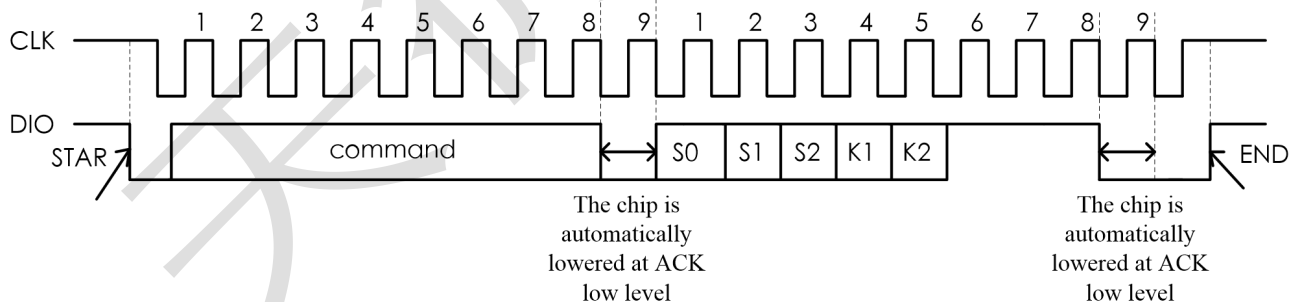 1 2 3 4 5 6 7 8 9 1 2 3 4 5 6 7 8 9
CLK
DIO
STAR
command
S0 S1 S2 K1 K2
END
The chip is
automatically
lowered at ACK
low level
The chip is
automatically
lowered at ACK
low level